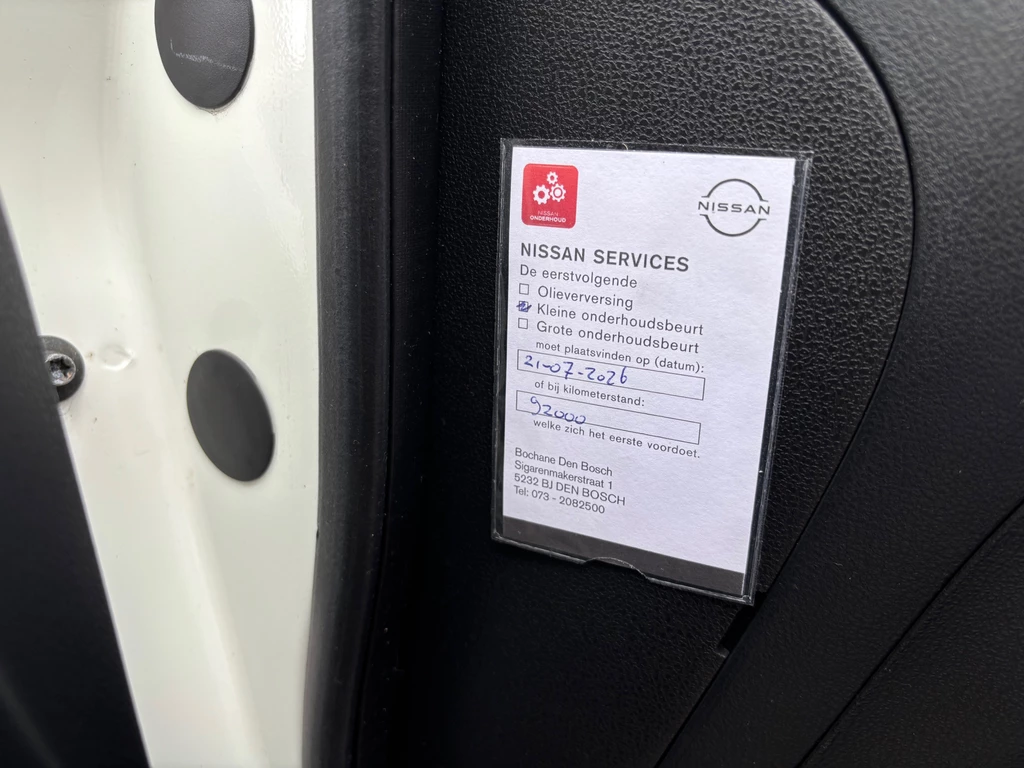 NISSAN
ONDERHOUD
NISSAN
NISSAN SERVICES
De eerstvolgende
Olieverversing
Kleine onderhoudsbeurt
Grote onderhoudsbeurt
moet plaatsvinden op (datum):
21-07-2026
of bij kilometerstand:
92000
welke zich het eerste voordoet.
Bochane Den Bosch
Sigarenmakerstraat 1
5232 BJ DEN BOSCH
Tel: 073 - 2082500